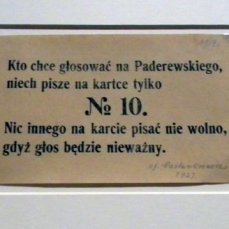 Kto chce głosować na Paderewskiego,
niech pisze na kartce tylko
№ 10.
Nic innego na karcie pisać nie wolno,
gdyż głos będzie nieważny.